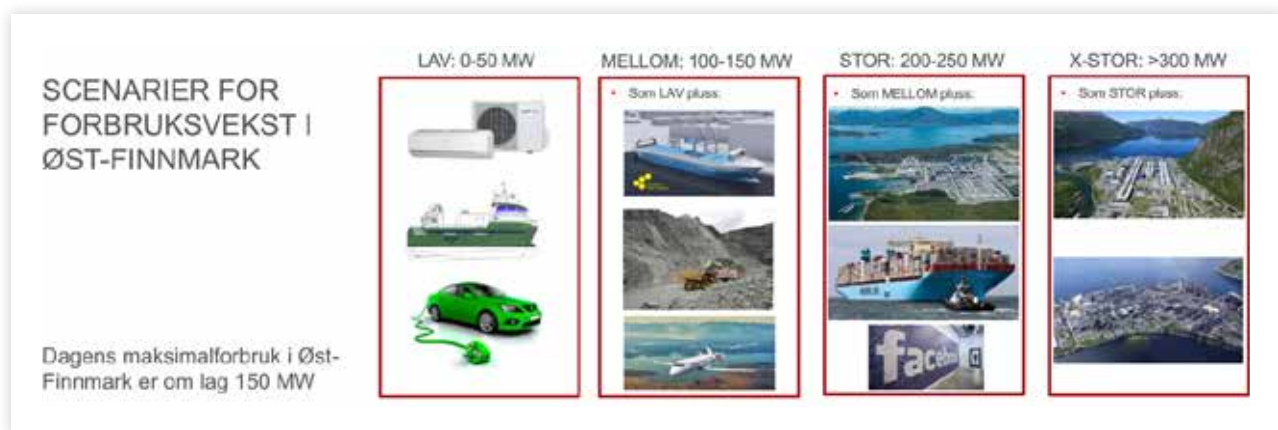 SCENARIER FOR
FORBRUKSVEKST I
ØST-FINNMARK
Dagens maksimalforbruk i Øst-
Finnmark er om lag 150 MW
LAV: 0-50 MW
MELLOM: 100-150 MW
• Som LAV pluss:
STOR: 200-250 MW
• Som MELLOM pluss:
facebook
X-STOR: >300 MW
• Som STOR pluss: